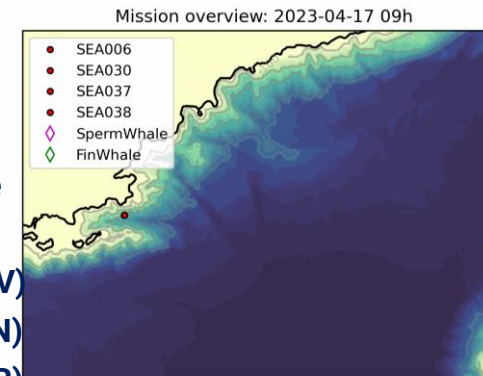 Mission overview: 2023-04-17 09h
SEA006
SEA030
SEA037
SEA038
SpermWhale
FinWhale
e
V)
N)